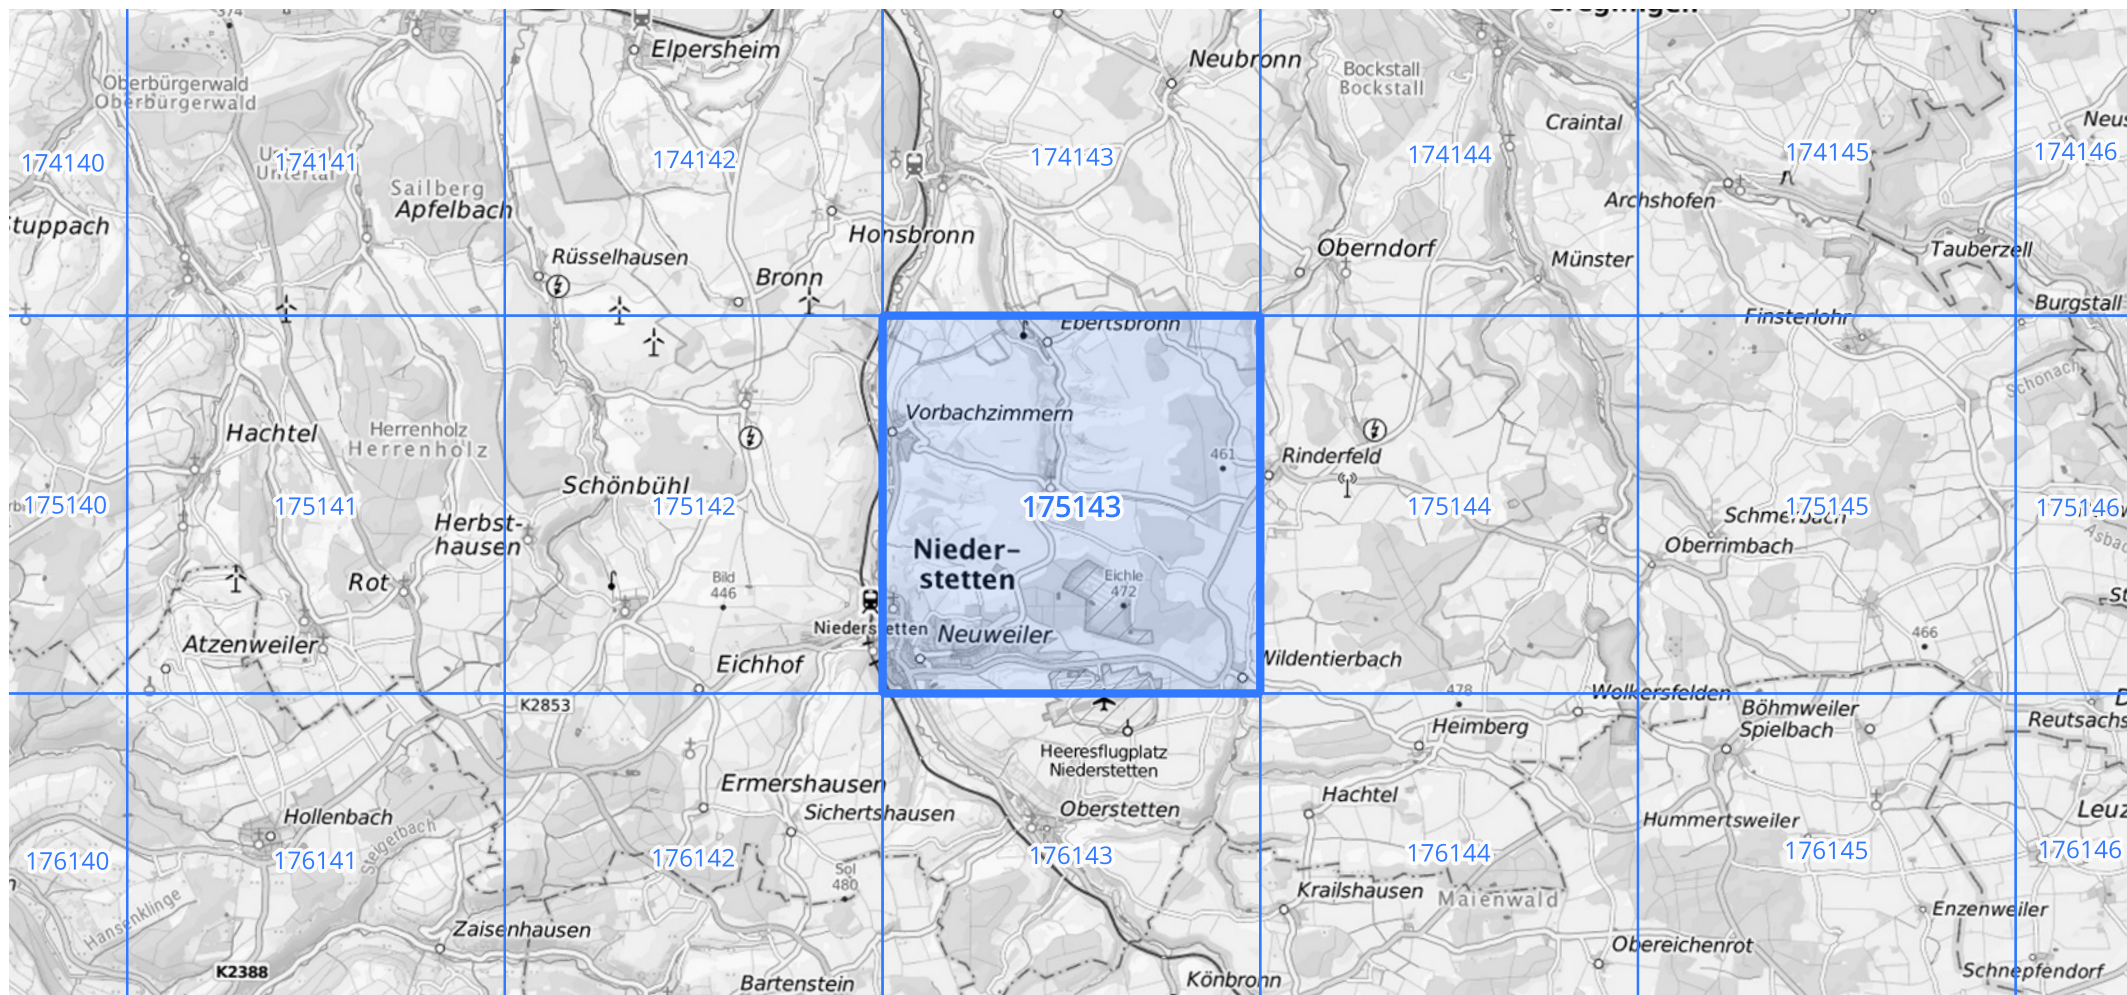 Elpersheim
Neubronn
Bockstall
Bockstall
Oberbürgerwald
Oberbürgerwald
Craintal
174140
174141
174142
174143
174144
174145
174146
Untertal
Sailberg
Apfelbach
Archshofen
Honsbronn
Oberndorf
Tauberzell
Rüsselhausen
Bronn
Münster
Burgstall
Finsterlohr
Ebertsbronn
Schonach
Vorbachzimmern
Hachtel
Herrenholz
Herrenholz
461
Rinderfeld
Schönbühl
175140
175141
175142
175143
175144
175145
175146
Schmerbach
Herbst-
hausen
Oberrimbach
Nieder-
stetten
Rot
Bild
446
Eichle
472
Niederstetten
Neuweiler
466
Atzenweiler
Eichhof
Wildentierbach
478
Wolkersfelden
K2853
Böhmweiler
Spielbach
Reutsachs
Heimberg
Heeresflugplatz
Niederstetten
Ermershausen
Sichertshausen
Hachtel
Oberstetten
Hollenbach
Hummertsweiler
Steigerbach
176140
176141
176142
176143
176144
176145
176146
Sol
480
Krailshausen
Maienwald
Hansenklinge
Enzenweiler
Zaisenhausen
Obereichenrot
K2388
Bartenstein
Könbronn
Schnepfendorf